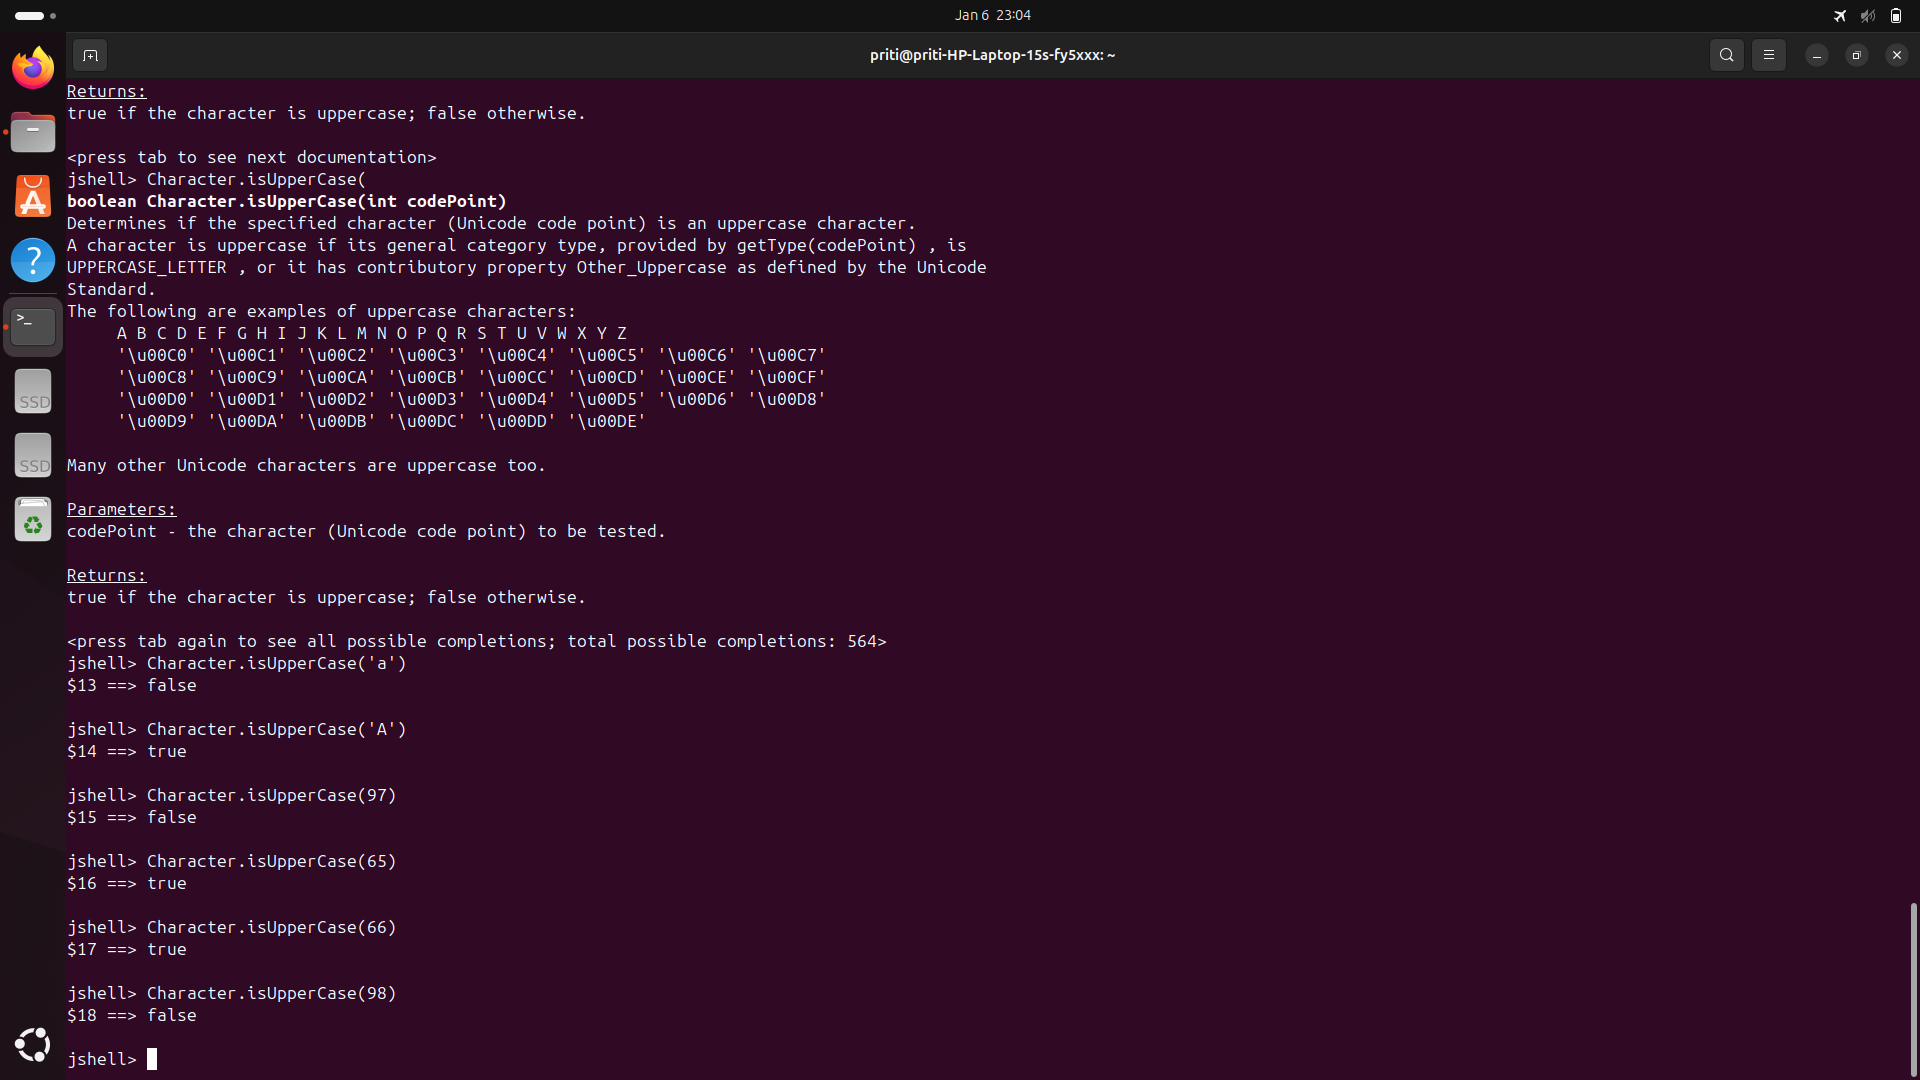 Jan 6 23:04
priti@priti-HP-Laptop-15s-fy5xxx: ~
Returns:
true if the character is uppercase; false otherwise.
<press tab to see next documentation>
jshell> Character.isUpperCase(
boolean Character.isUpperCase(int codePoint)
Determines if the specified character (Unicode code point) is an uppercase character.
A character is uppercase if its general category type, provided by getType(codePoint) , is
UPPERCASE_LETTER , or it has contributory property Other_Uppercase as defined by the Unicode
Standard.
The following are examples of uppercase characters:
A B C D E F G H I J K L M N O P Q R S T U V W X Y Z
'\u00C0' '\u00C1' '\u00C2' '\u00C3' '\u00C4' '\u00C5' '\u00C6' '\u00C7'
'\u00C8' '\u00C9' '\u00CA' '\u00CB' '\u00CC' '\u00CD' '\u00CE' '\u00CF'
'\u00D0' '\u00D1' '\u00D2' '\u00D3' '\u00D4' '\u00D5' '\u00D6' '\u00D8'
'\u00D9' '\u00DA' '\u00DB' '\u00DC' '\u00DD' '\u00DE'
Many other Unicode characters are uppercase too.
Parameters:
codePoint - the character (Unicode code point) to be tested.
Returns:
true if the character is uppercase; false otherwise.
<press tab again to see all possible completions; total possible completions: 564>
jshell> Character.isUpperCase('a')
$13 ==> false
jshell> Character.isUpperCase('A')
$14 ==> true
jshell> Character.isUpperCase(97)
$15 ==> false
jshell> Character.isUpperCase(65)
$16 ==> true
jshell> Character.isUpperCase(66)
$17 ==> true
jshell> Character.isUpperCase(98)
$18 ==> false
jshell>
SSD
SSD